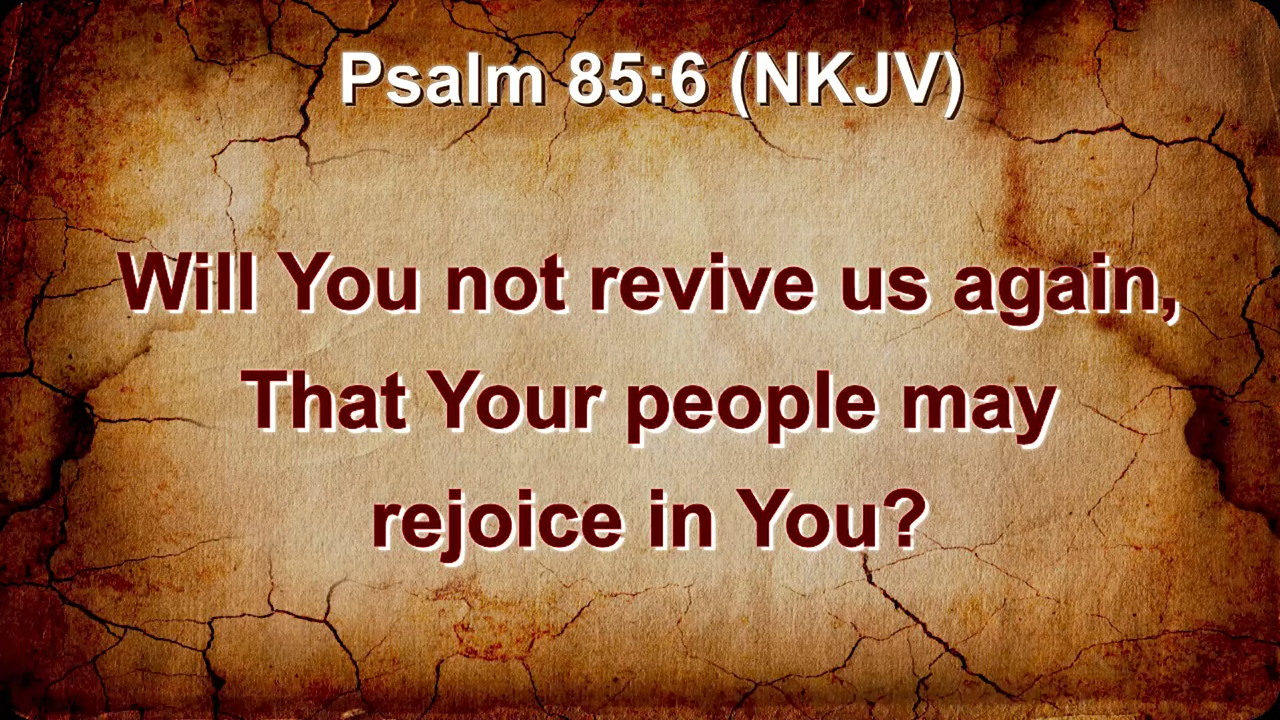 Psalm 85:6 (NKJV)
Will You not revive us again,
That Your people may
rejoice in You?